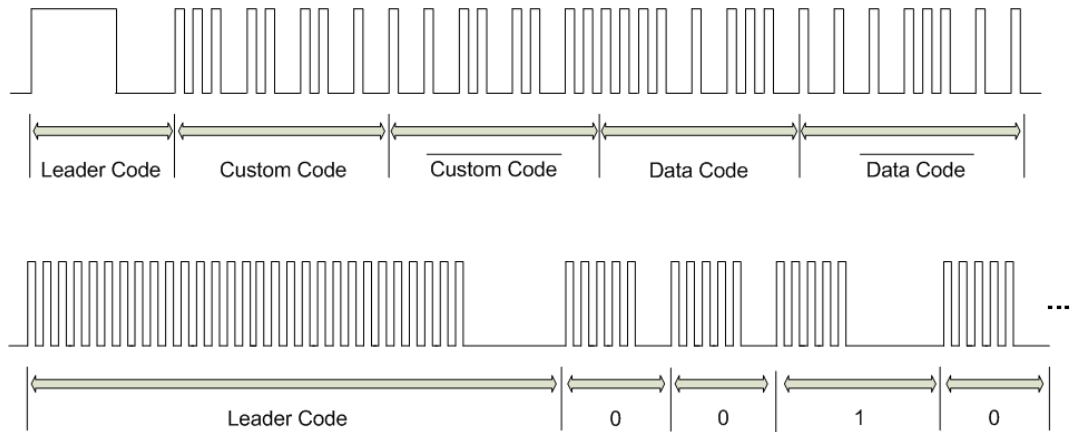 Leader Code Custom Code Custom Code Data Code Data Code
...
Leader Code 0 0 1 0